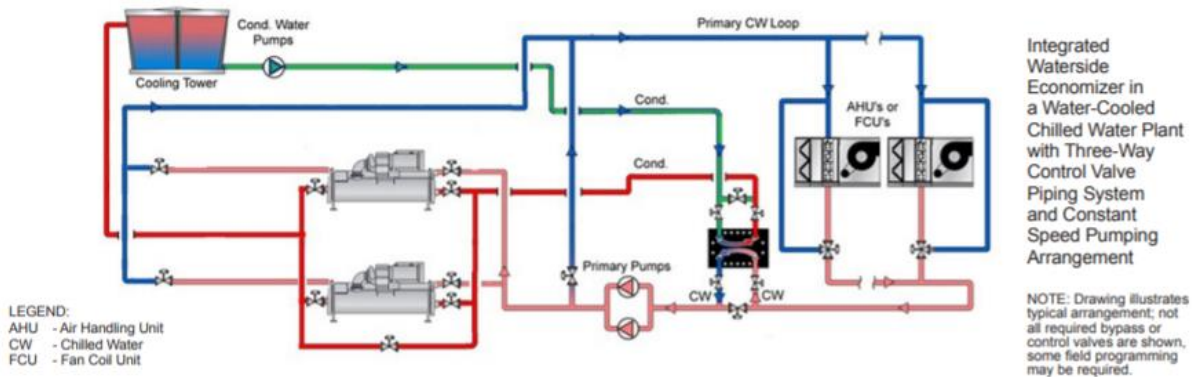 Cond. Water
Pumps
Cooling Tower
Primary CW Loop
Cond.
AHU's or
FCU's
Cond.
Primary Pumps
CW
CW
LEGEND:
AHU - Air Handling Unit
CW - Chilled Water
FCU - Fan Coil Unit
Integrated
Waterside
Economizer in
a Water-Cooled
Chilled Water Plant
with Three-Way
Control Valve
Piping System
and Constant
Speed Pumping
Arrangement
NOTE: Drawing illustrates
typical arrangement; not
all required bypass or
control valves are shown,
some field programming
may be required.